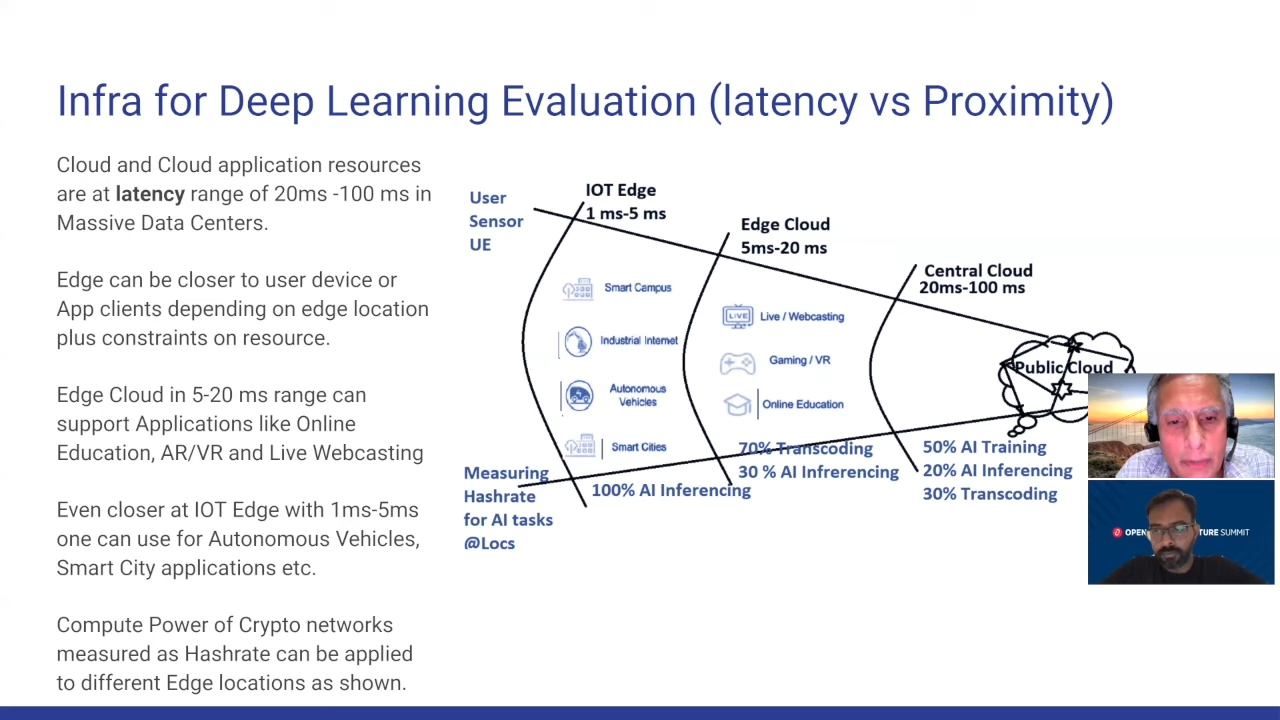 Infra for Deep Learning Evaluation (latency vs Proximity)
Cloud and Cloud application resources
are at latency range of 20ms -100 ms in
Massive Data Centers.
Edge can be closer to user device or
App clients depending on edge location
plus constraints on resource.
Edge Cloud in 5-20 ms range can
support Applications like Online
Education, AR/VR and Live Webcasting
Even closer at IOT Edge with 1ms-5ms
one can use for Autonomous Vehicles,
Smart City applications etc.
Compute Power of Crypto networks
measured as Hashrate can be applied
to different Edge locations as shown.
User
Sensor
UE
IOT Edge
1 ms-5 ms
Edge Cloud
5ms-20 ms
Central Cloud
20ms-100 ms
Smart Campus
Industrial Internet
Autonomous
Vehicles
Smart Cities
LIVE
Live / Webcasting
Gaming / VR
Online Education
Public Cloud
Measuring
Hashrate
for AI tasks
@Locs
100% AI Inferencing
70% Transcoding
30 % AI Infrerencing
50% AI Training
20% AI Inferencing
30% Transcoding
OPEN TURE SUMMIT